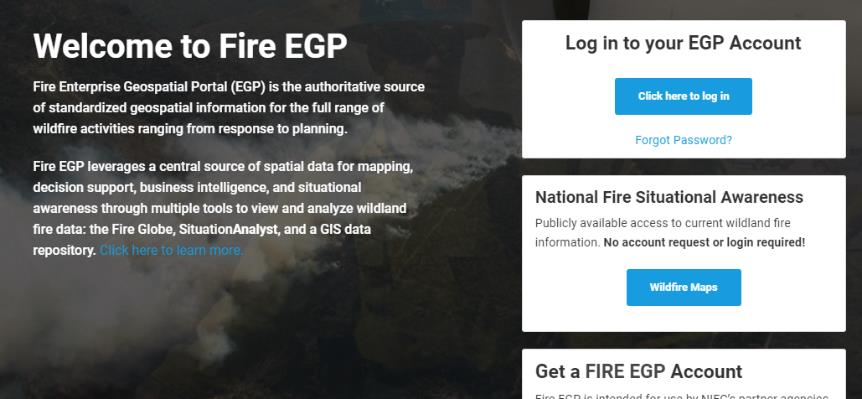 Welcome to Fire EGP
Fire Enterprise Geospatial Portal (EGP) is the authoritative source
of standardized geospatial information for the full range of
wildfire activities ranging from response to planning.
Fire EGP leverages a central source of spatial data for mapping,
decision support, business intelligence, and situational
awareness through multiple tools to view and analyze wildland
fire data: the Fire Globe, SituationAnalyst, and a GIS data
repository. Click here to learn more.
Log in to your EGP Account
Click here to log in
Forgot Password?
National Fire Situational Awareness
Publicly available access to current wildland fire
information. No account request or login required!
Wildfire Maps
Get a FIRE EGP Account
Fire EGP is intended for use by NIFC's partner agencies